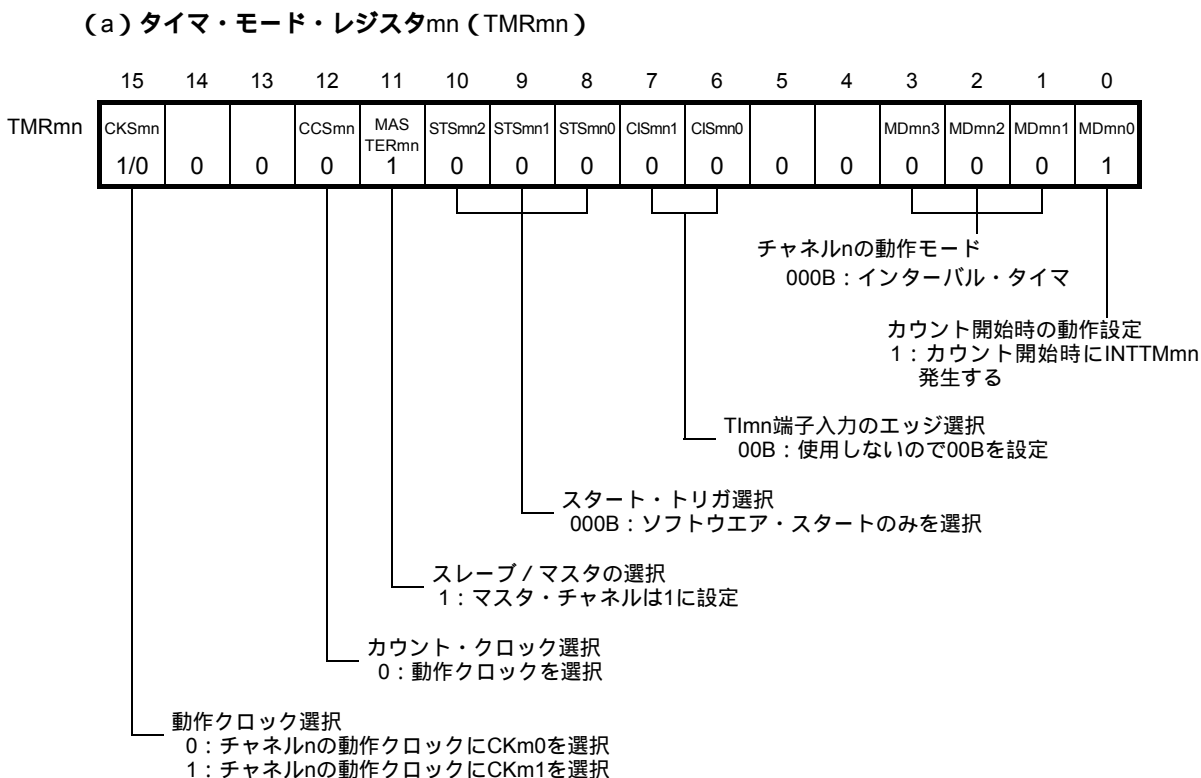 （a）タイマ・モード・レジスタmn（TMRmn）
15 14 13 12 11 10 9 8 7 6 5 4 3 2 1 0
TMRmn CKSmn CCSmn MAS TERmn STSmn2 STSmn1 STSmn0 CISmn1 CISmn0 MDmn3 MDmn2 MDmn1 MDmn0
1/0 0 0 0 1 0 0 0 0 0 0 0 0 0 0 1
チャネルnの動作モード
000B：インターバル・タイマ
カウント開始時の動作設定
1：カウント開始時にINTTMmn
発生する
TImn端子入力のエッジ選択
00B：使用しないので00Bを設定
スタート・トリガ選択
000B：ソフトウエア・スタートのみを選択
スレーブ／マスタの選択
1：マスタ・チャネルは1に設定
カウント・クロック選択
0：動作クロックを選択
動作クロック選択
0：チャネルnの動作クロックにCKm0を選択
1：チャネルnの動作クロックにCKm1を選択